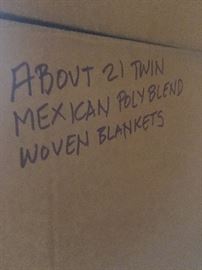 ABOUT 21 TWIN
MEXICAN POLY BLEND
WOVEN BLANKETS